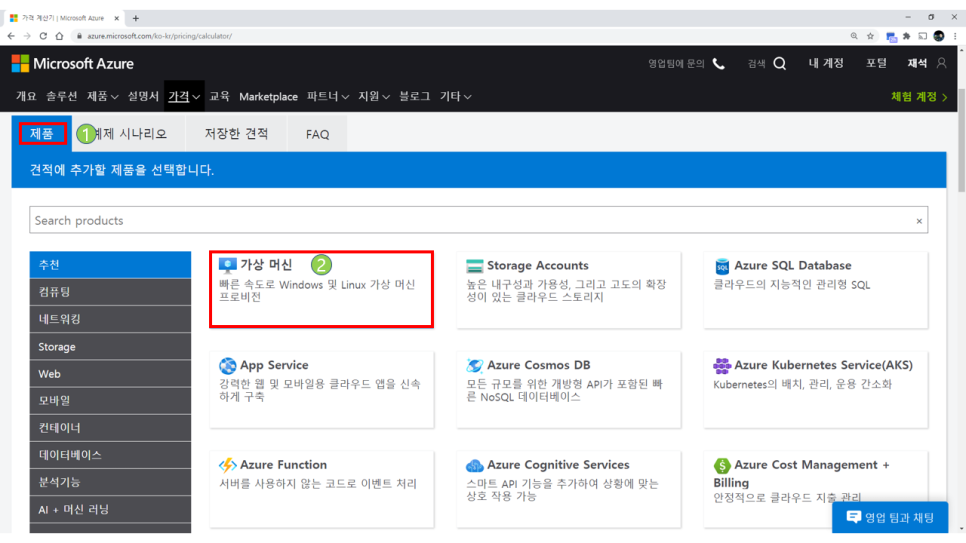 가격 계산기 | Microsoft Azure
azure.microsoft.com/ko-kr/pricing/calculator/
Microsoft Azure
영업팀에 문의
검색
내 계정
포털
재석
개요 솔루션 제품 설명서 가격 교육 Marketplace 파트너 지원 블로그 기타
체험 계정
제품
1
예제 시나리오
저장한 견적
FAQ
견적에 추가할 제품을 선택합니다.
Search products
추천
컴퓨팅
네트워킹
Storage
Web
모바일
컨테이너
데이터베이스
분석기능
AI + 머신 러닝
가상 머신
2
빠른 속도로 Windows 및 Linux 가상 머신
프로비전
Storage Accounts
높은 내구성과 가용성, 그리고 고도의 확장
성이 있는 클라우드 스토리지
Azure SQL Database
클라우드의 지능적인 관리형 SQL
App Service
강력한 웹 및 모바일용 클라우드 앱을 신속
하게 구축
Azure Cosmos DB
모든 규모를 위한 개방형 API가 포함된 빠
른 NoSQL 데이터베이스
Azure Kubernetes Service(AKS)
Kubernetes의 배치, 관리, 운용 간소화
Azure Function
서버를 사용하지 않는 코드로 이벤트 처리
Azure Cognitive Services
스마트 API 기능을 추가하여 상황에 맞는
상호 작용 가능
Azure Cost Management +
Billing
안정적으로 클라우드 지출 관리
영업 팀과 채팅